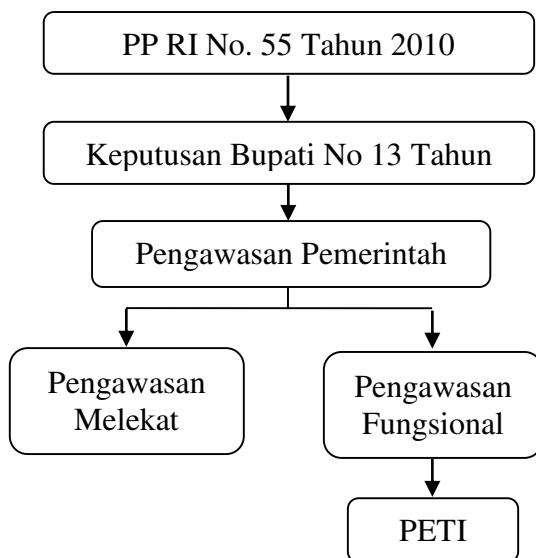 PP RI No. 55 Tahun 2010
Keputusan Bupati No 13 Tahun
Pengawasan Pemerintah
Pengawasan
Melekat
Pengawasan
Fungsional
PETI